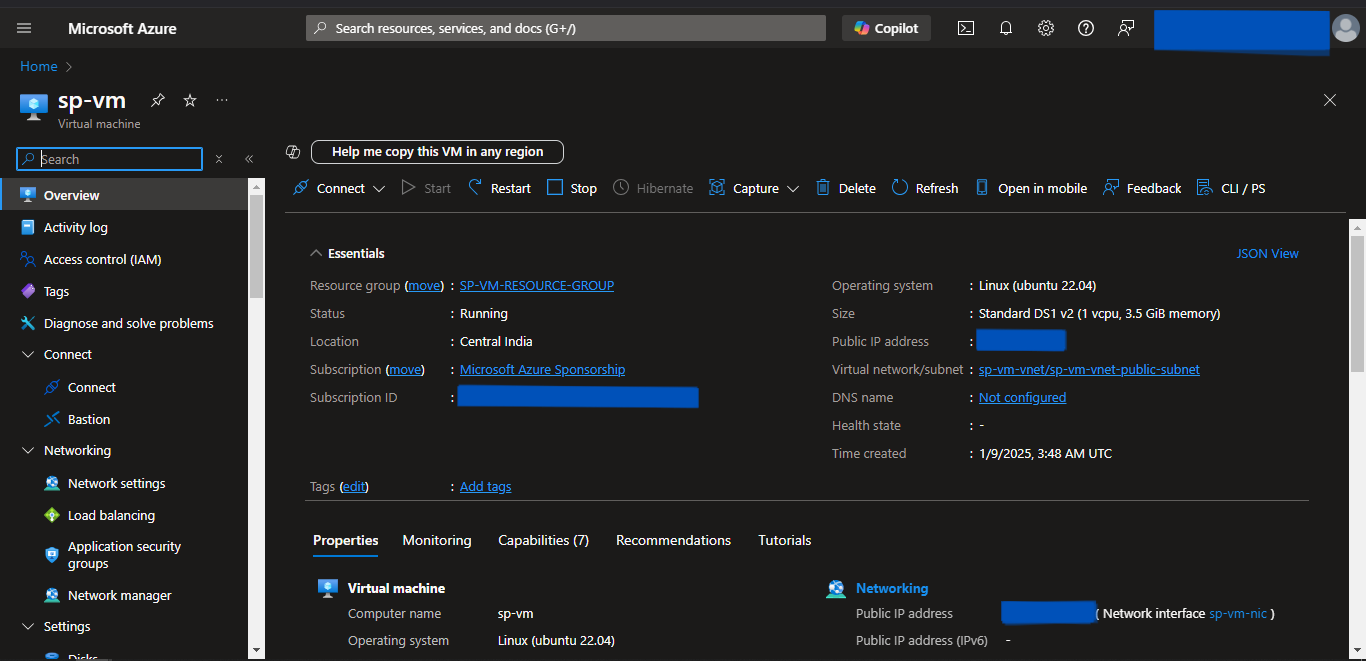 Microsoft Azure
Search resources, services, and docs (G+/)
Copilot
Home
sp-vm
Virtual machine
Search
Help me copy this VM in any region
Connect Start Restart Stop Hibernate Capture Delete Refresh Open in mobile Feedback CLI / PS
Overview
Activity log
Access control (IAM)
Tags
Diagnose and solve problems
Connect
Connect
Bastion
Networking
Network settings
Load balancing
Application security
groups
Network manager
Settings
Disks
Essentials
JSON View
Resource group (move) : SP-VM-RESOURCE-GROUP
Status : Running
Location : Central India
Subscription (move) : Microsoft Azure Sponsorship
Subscription ID :
Operating system : Linux (ubuntu 22.04)
Size : Standard DS1 v2 (1 vcpu, 3.5 GiB memory)
Public IP address :
Virtual network/subnet : sp-vm-vnet/sp-vm-vnet-public-subnet
DNS name : Not configured
Health state : -
Time created : 1/9/2025, 3:48 AM UTC
Tags (edit) : Add tags
Properties Monitoring Capabilities (7) Recommendations Tutorials
Virtual machine
Computer name sp-vm
Operating system Linux (ubuntu 22.04)
Networking
Public IP address ( Network interface sp-vm-nic )
Public IP address (IPv6) -